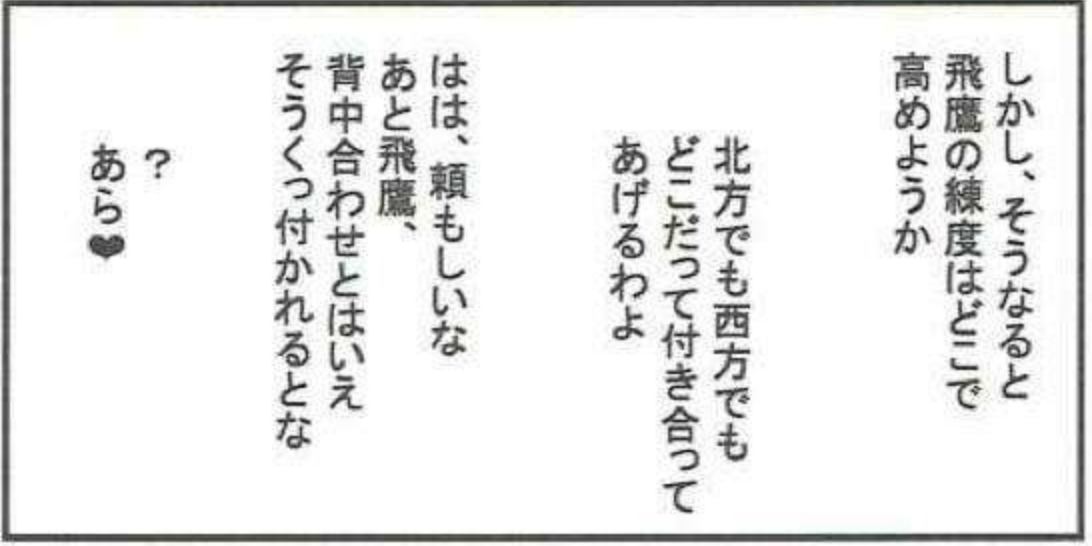 しかし、そうなると
飛鷹の練度はどこで
高めようか
北方でも西方でも
どこだって付き合って
あげるわよ
はは、頼もしいな
あと飛鷹、
背中合わせとはいえ
そうくっ付かれるとな
？
あら♥